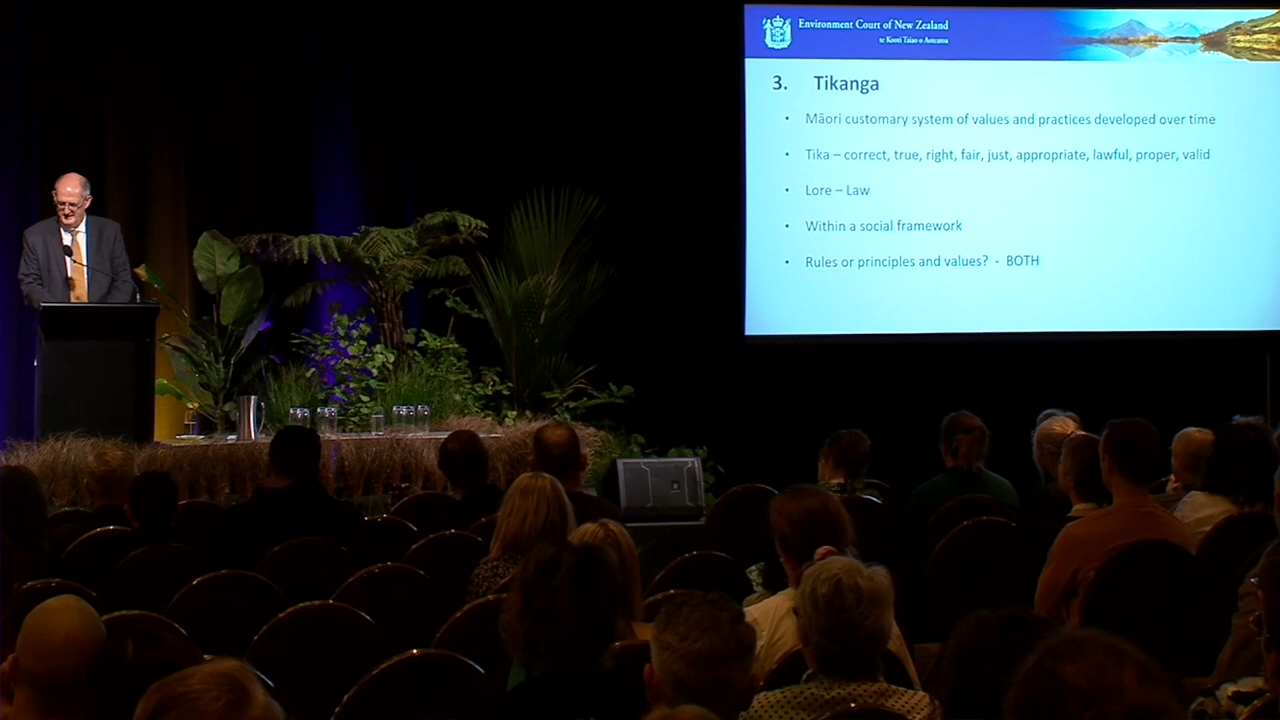 Environment Court of New Zealand
te Kooti Taiao o Aotearoa
3. Tikanga
• Māori customary system of values and practices developed over time
• Tika – correct, true, right, fair, just, appropriate, lawful, proper, valid
• Lore – Law
• Within a social framework
• Rules or principles and values? - BOTH